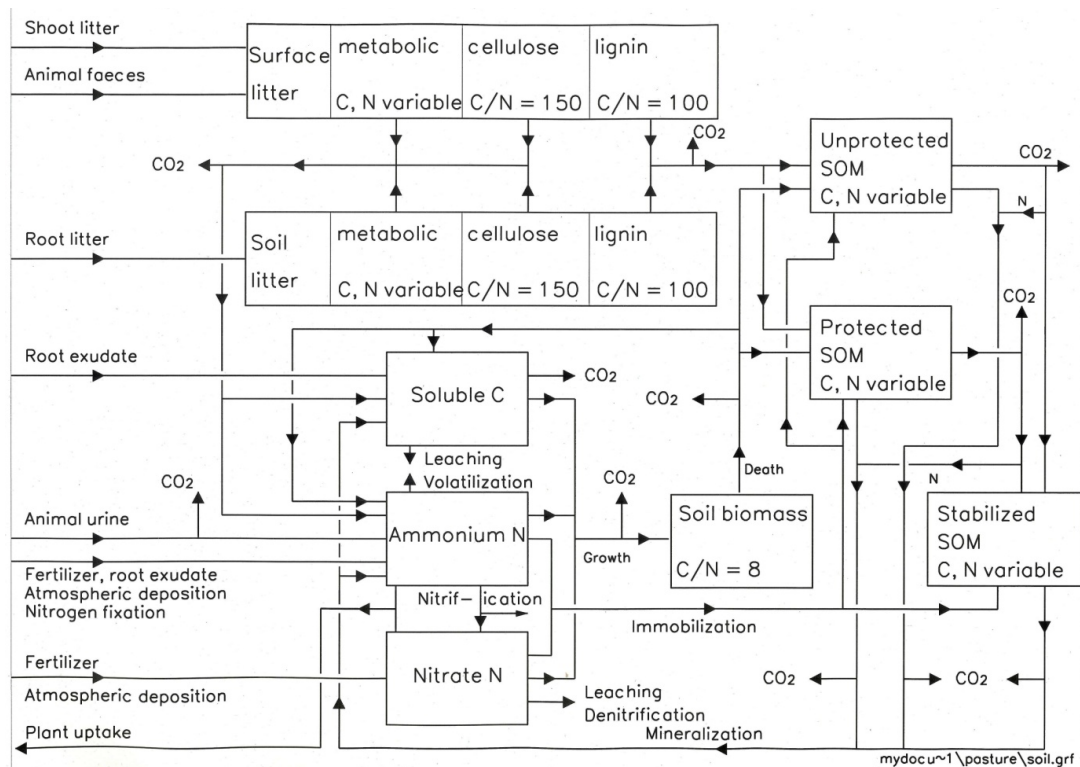 Shoot litter
Animal faeces
Surface
litter
metabolic
C, N variable
cellulose
C/N = 150
lignin
C/N = 100
CO2
CO2
Unprotected
SOM
C, N variable
CO2
N
Root litter
Soil
litter
metabolic
C, N variable
cellulose
C/N = 150
lignin
C/N = 100
CO2
Protected
SOM
C, N variable
Root exudate
Soluble C
CO2
CO2
Leaching
Volatilization
Death
N
CO2
CO2
Animal urine
Ammonium N
Soil biomass
C/N = 8
Stabilized
SOM
C, N variable
Growth
Fertilizer, root exudate
Atmospheric deposition
Nitrogen fixation
Nitrif-ication
Immobilization
Fertilizer
Atmospheric deposition
Nitrate N
CO2
CO2
Leaching
Denitrification
Mineralization
Plant uptake
mydocu~1\pasture\soil.grf